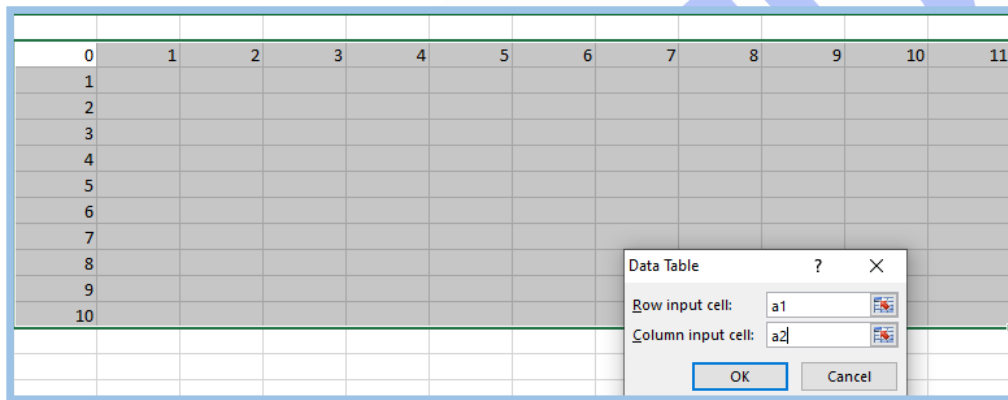 0 1 2 3 4 5 6 7 8 9 10 11
1
2
3
4
5
6
7
8
9
10
Data Table ? ×
Row input cell: a1
Column input cell: a2
OK Cancel